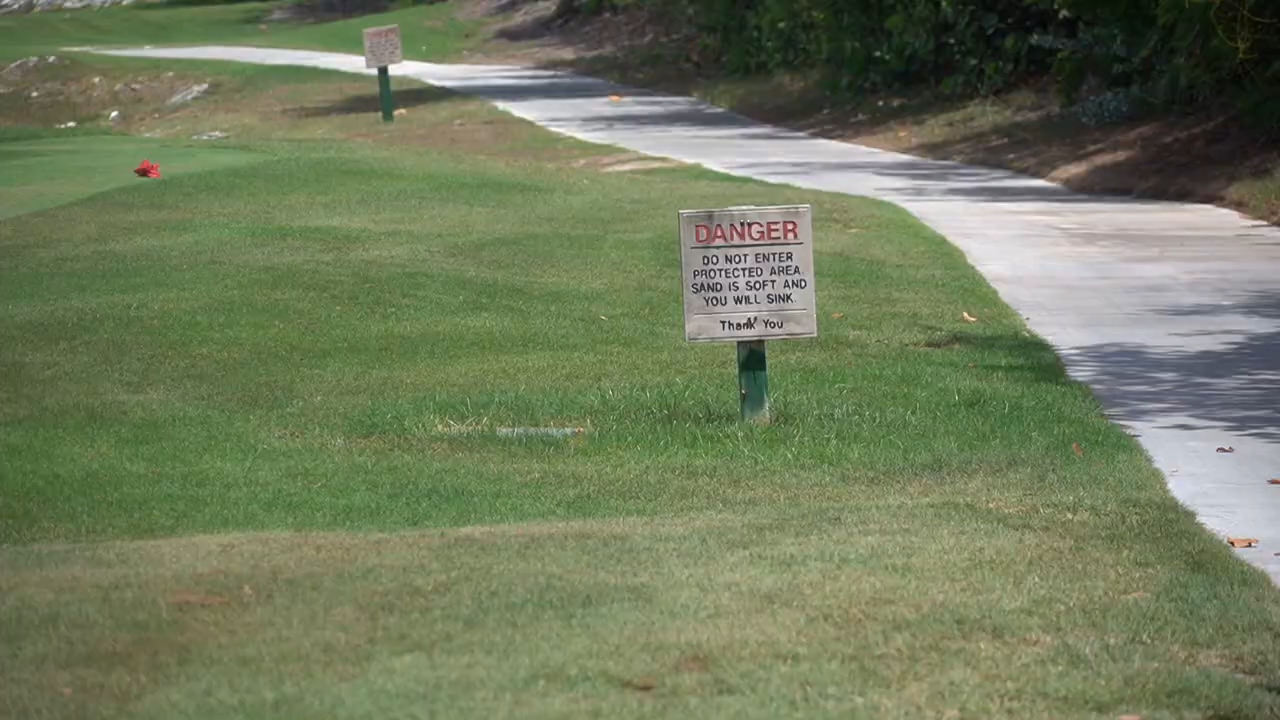 DANGER
DO NOT ENTER
PROTECTED AREA.
SAND IS SOFT AND
YOU WILL SINK.
Thank You